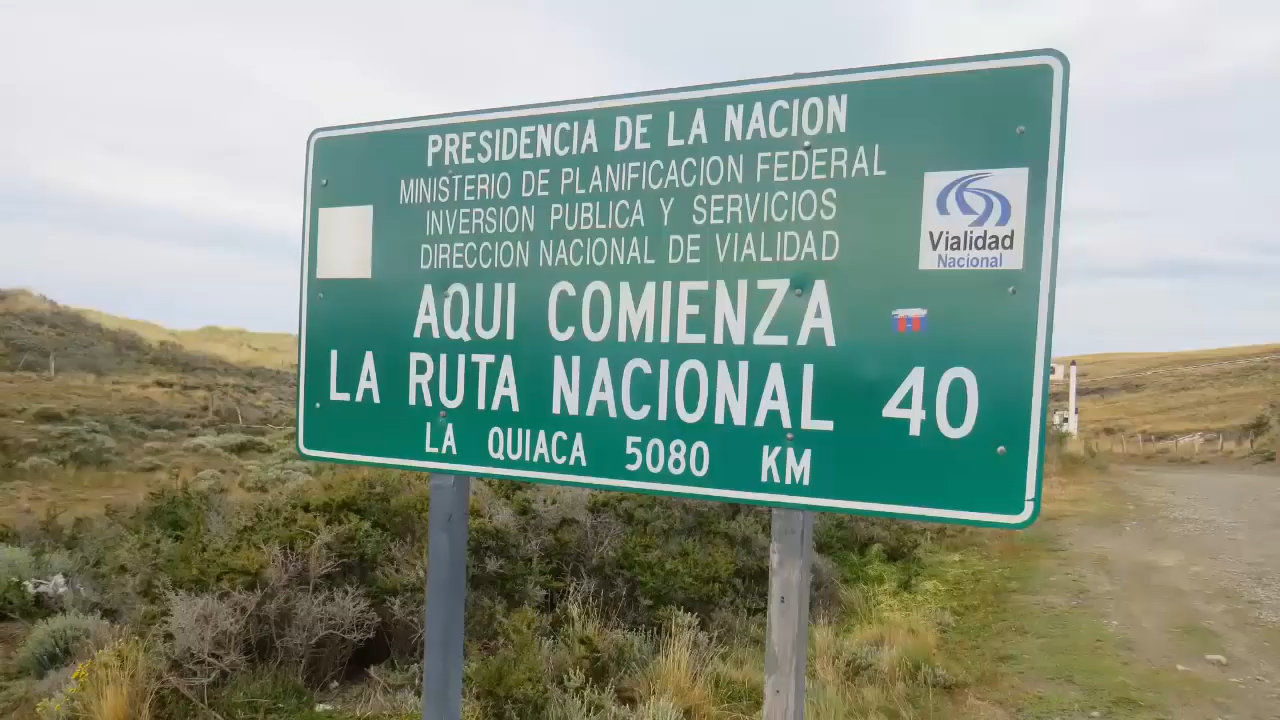 PRESIDENCIA DE LA NACION
MINISTERIO DE PLANIFICACION FEDERAL
INVERSION PUBLICA Y SERVICIOS
DIRECCION NACIONAL DE VIALIDAD
Vialidad
Nacional
AQUI COMIENZA
LA RUTA NACIONAL 40
LA QUIACA 5080 KM